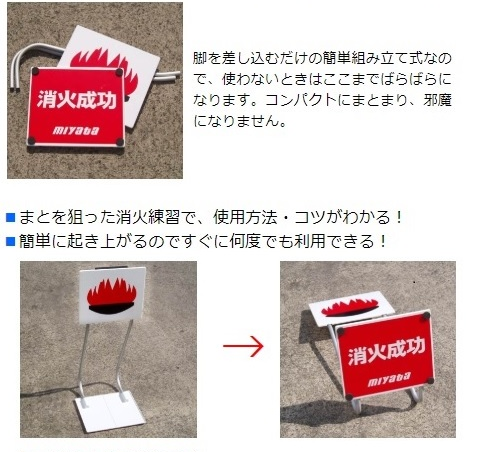 消火成功
miyata
脚を差し込むだけの簡単組み立て式なの
で、使わないときはここまでばらばらに
なります。コンパクトにまとまり、邪魔
になりません。
■まとを狙った消火練習で、使用方法・コツがわかる！
■簡単に起き上がるのですぐに何度でも利用できる！
→
消火成功
miyata